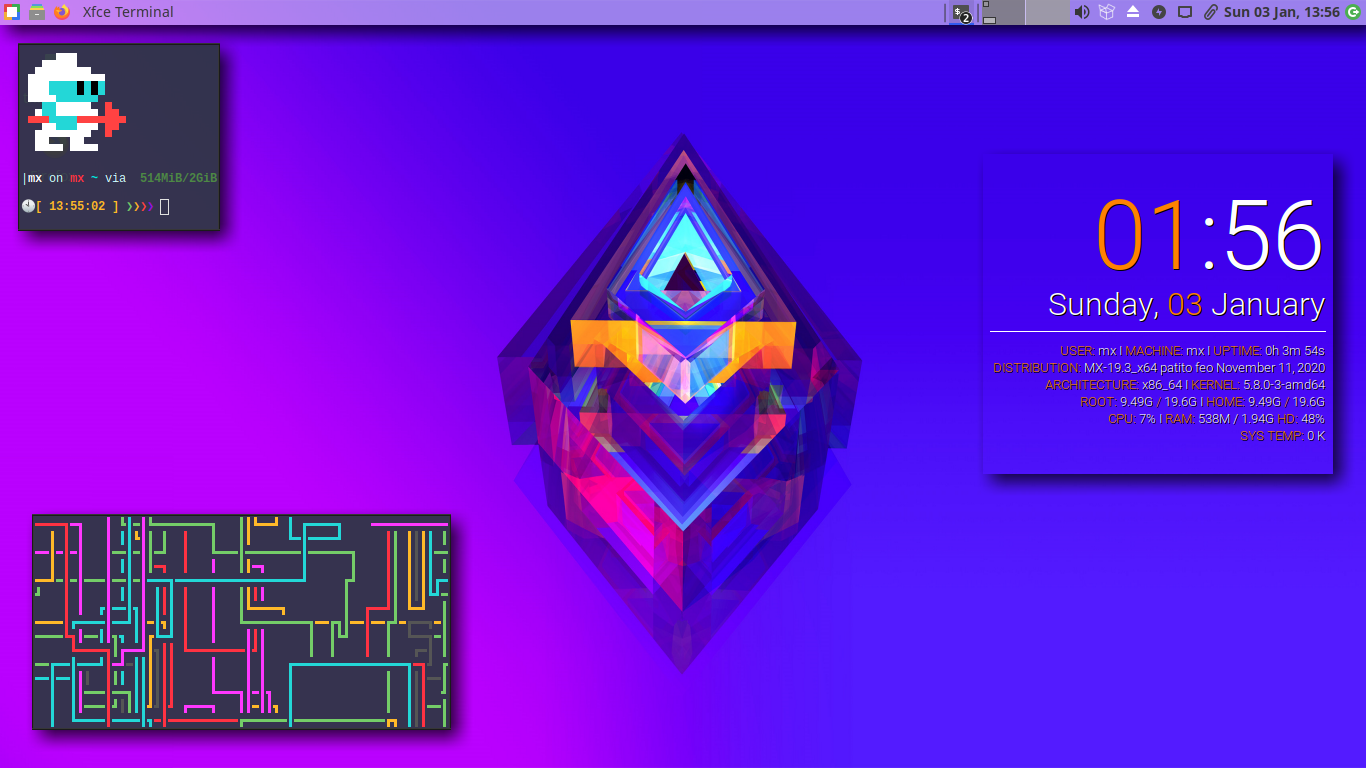 Xfce Terminal
2
Sun 03 Jan, 13:56
|mx on mx ~ via 514MiB/2GiB
[ 13:55:02 ] ❯❯❯❯
01:56
Sunday, 03 January
USER: mx I MACHINE: mx I UPTIME: 0h 3m 54s
DISTRIBUTION: MX-19.3_x64 patito feo November 11, 2020
ARCHITECTURE: x86_64 I KERNEL: 5.8.0-3-amd64
ROOT: 9.49G / 19.6G I HOME: 9.49G / 19.6G
CPU: 7% I RAM: 538M / 1.94G HD: 48%
SYS TEMP: 0 K